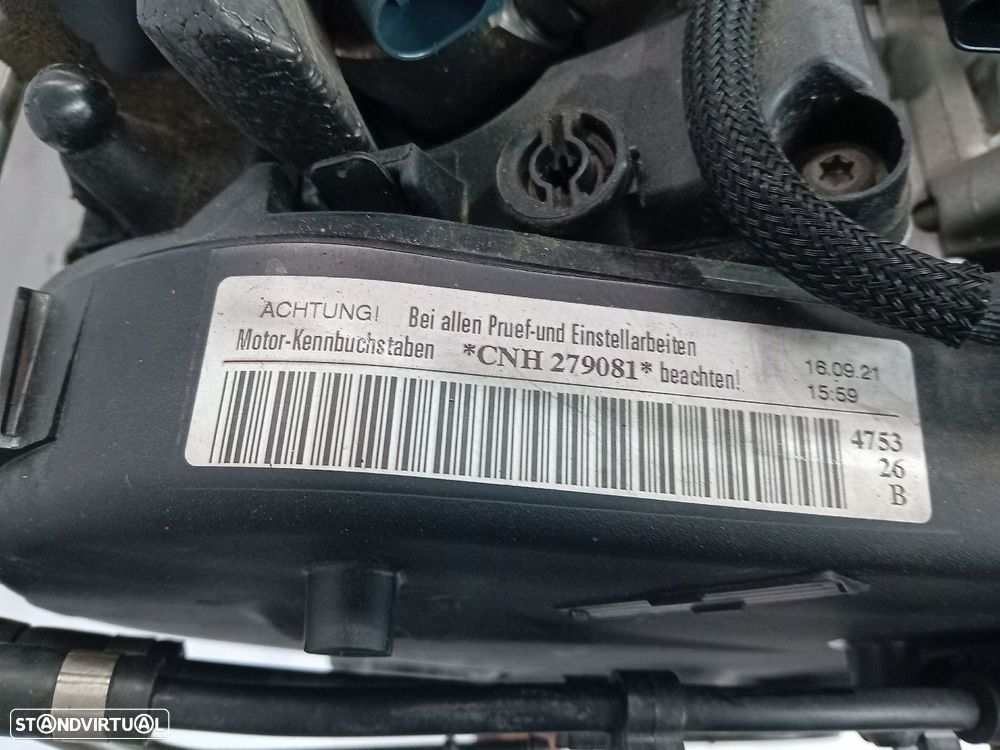 ACHTUNG! Bei allen Pruef-und Einstellarbeiten
Motor-Kennbuchstaben *CNH 279081* beachten!
16.09.21
15:59
4753
26
B
STANDVIRTUAL